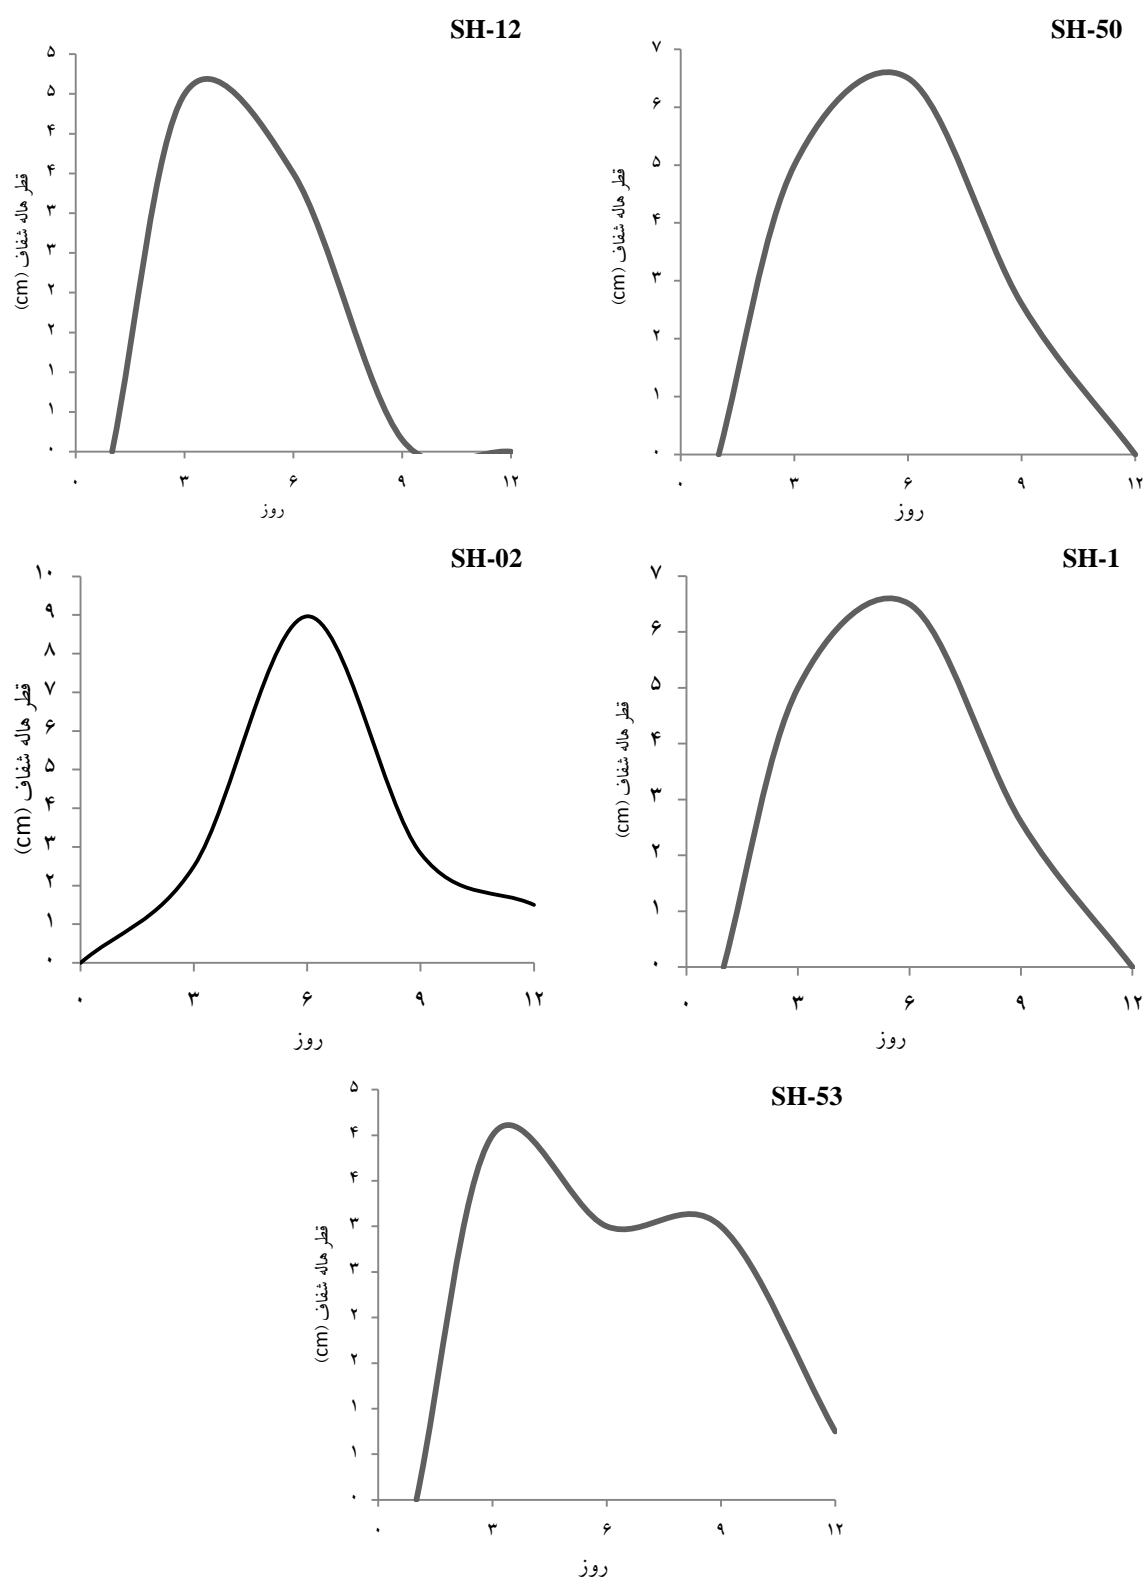 SH-12
۵
۵
۴
۴
۳
۳
۲
۲
۱
۱
۰
قطر هاله شفاف (cm)
۰ ۳ ۶ ۹ ۱۲
روز
SH-50
۷
۶
۵
۴
۳
۲
۱
۰
قطر هاله شفاف (cm)
۰ ۳ ۶ ۹ ۱۲
روز
SH-02
۱۰
۹
۸
۷
۶
۵
۴
۳
۲
۱
۰
قطر هاله شفاف (cm)
۰ ۳ ۶ ۹ ۱۲
روز
SH-1
۷
۶
۵
۴
۳
۲
۱
۰
قطر هاله شفاف (cm)
۰ ۳ ۶ ۹ ۱۲
روز
SH-53
۵
۴
۴
۳
۳
۲
۲
۱
۱
۰
قطر هاله شفاف (cm)
۰ ۳ ۶ ۹ ۱۲
روز